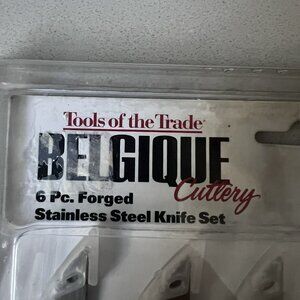 Tools of the Trade
BELGIQUE
Cutlery
6 Pc. Forged
Stainless Steel Knife Set